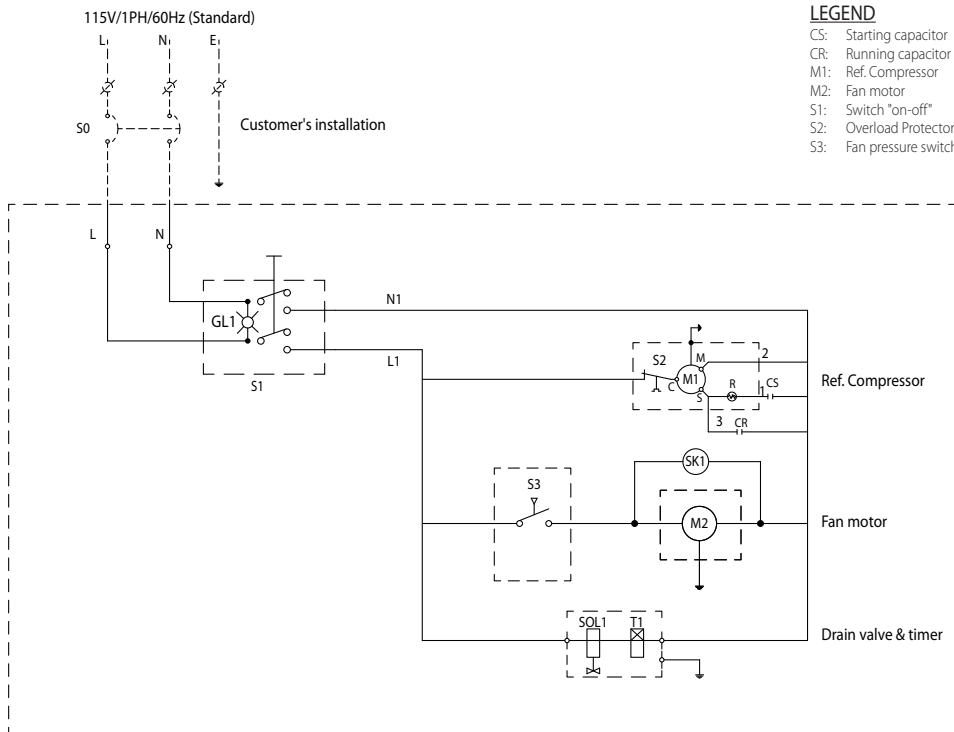 115V/1PH/60Hz (Standard)
L N E
S0
Customer's installation
LEGEND
CS: Starting capacitor
CR: Running capacitor
M1: Ref. Compressor
M2: Fan motor
S1: Switch "on-off"
S2: Overload Protector
S3: Fan pressure switch
L N
GL1
S1
N1
L1
S2
M1
M
C
S
R
2
1
CS
3 CR
Ref. Compressor
SK1
S3
M2
Fan motor
SOL1 T1
Drain valve & timer